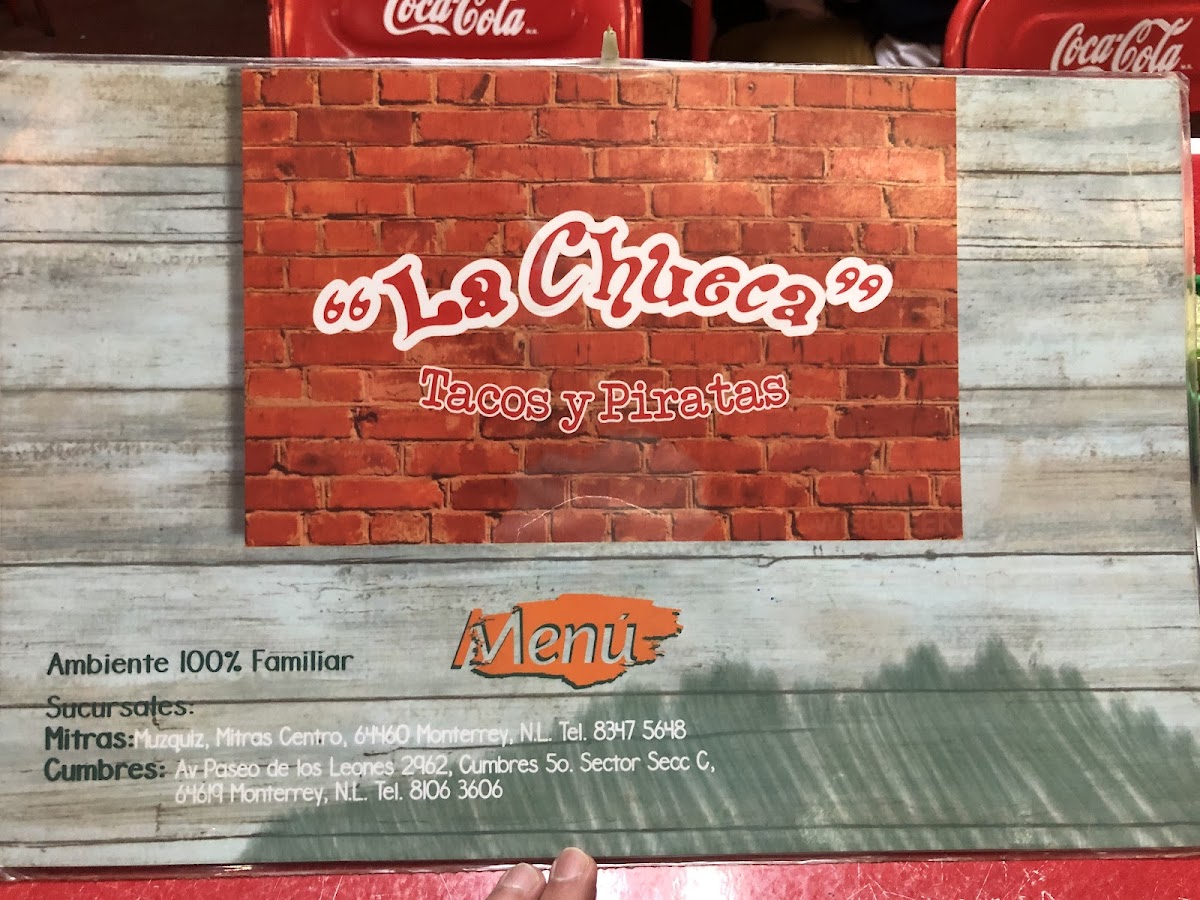 Coca-Cola
Coca-Cola
“La Chueca”
Tacos y Piratas
Menú
Ambiente 100% Familiar
Sucursales:
Mitras: Muzquiz, Mitras Centro, 64460 Monterrey, N.L. Tel. 8347 5648
Cumbres: Av Paseo de los Leones 2962, Cumbres 5o. Sector Secc C,
64619 Monterrey, N.L. Tel. 8106 3606